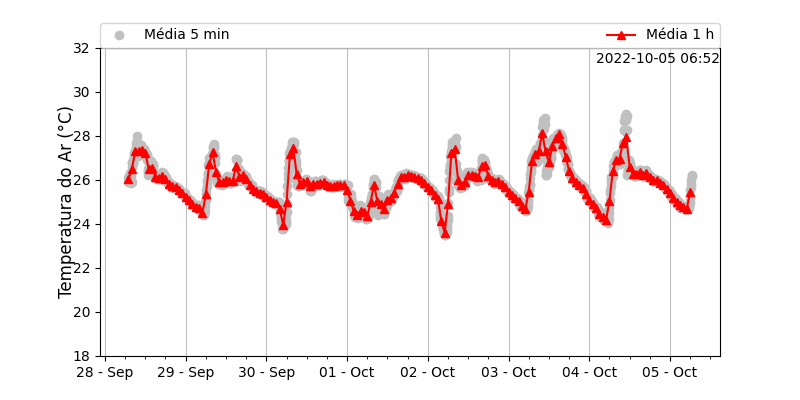 Média 5 min
Média 1 h
2022-10-05 06:52
Temperatura do Ar (°C)
32
30
28
26
24
22
20
18
28 - Sep
29 - Sep
30 - Sep
01 - Oct
02 - Oct
03 - Oct
04 - Oct
05 - Oct